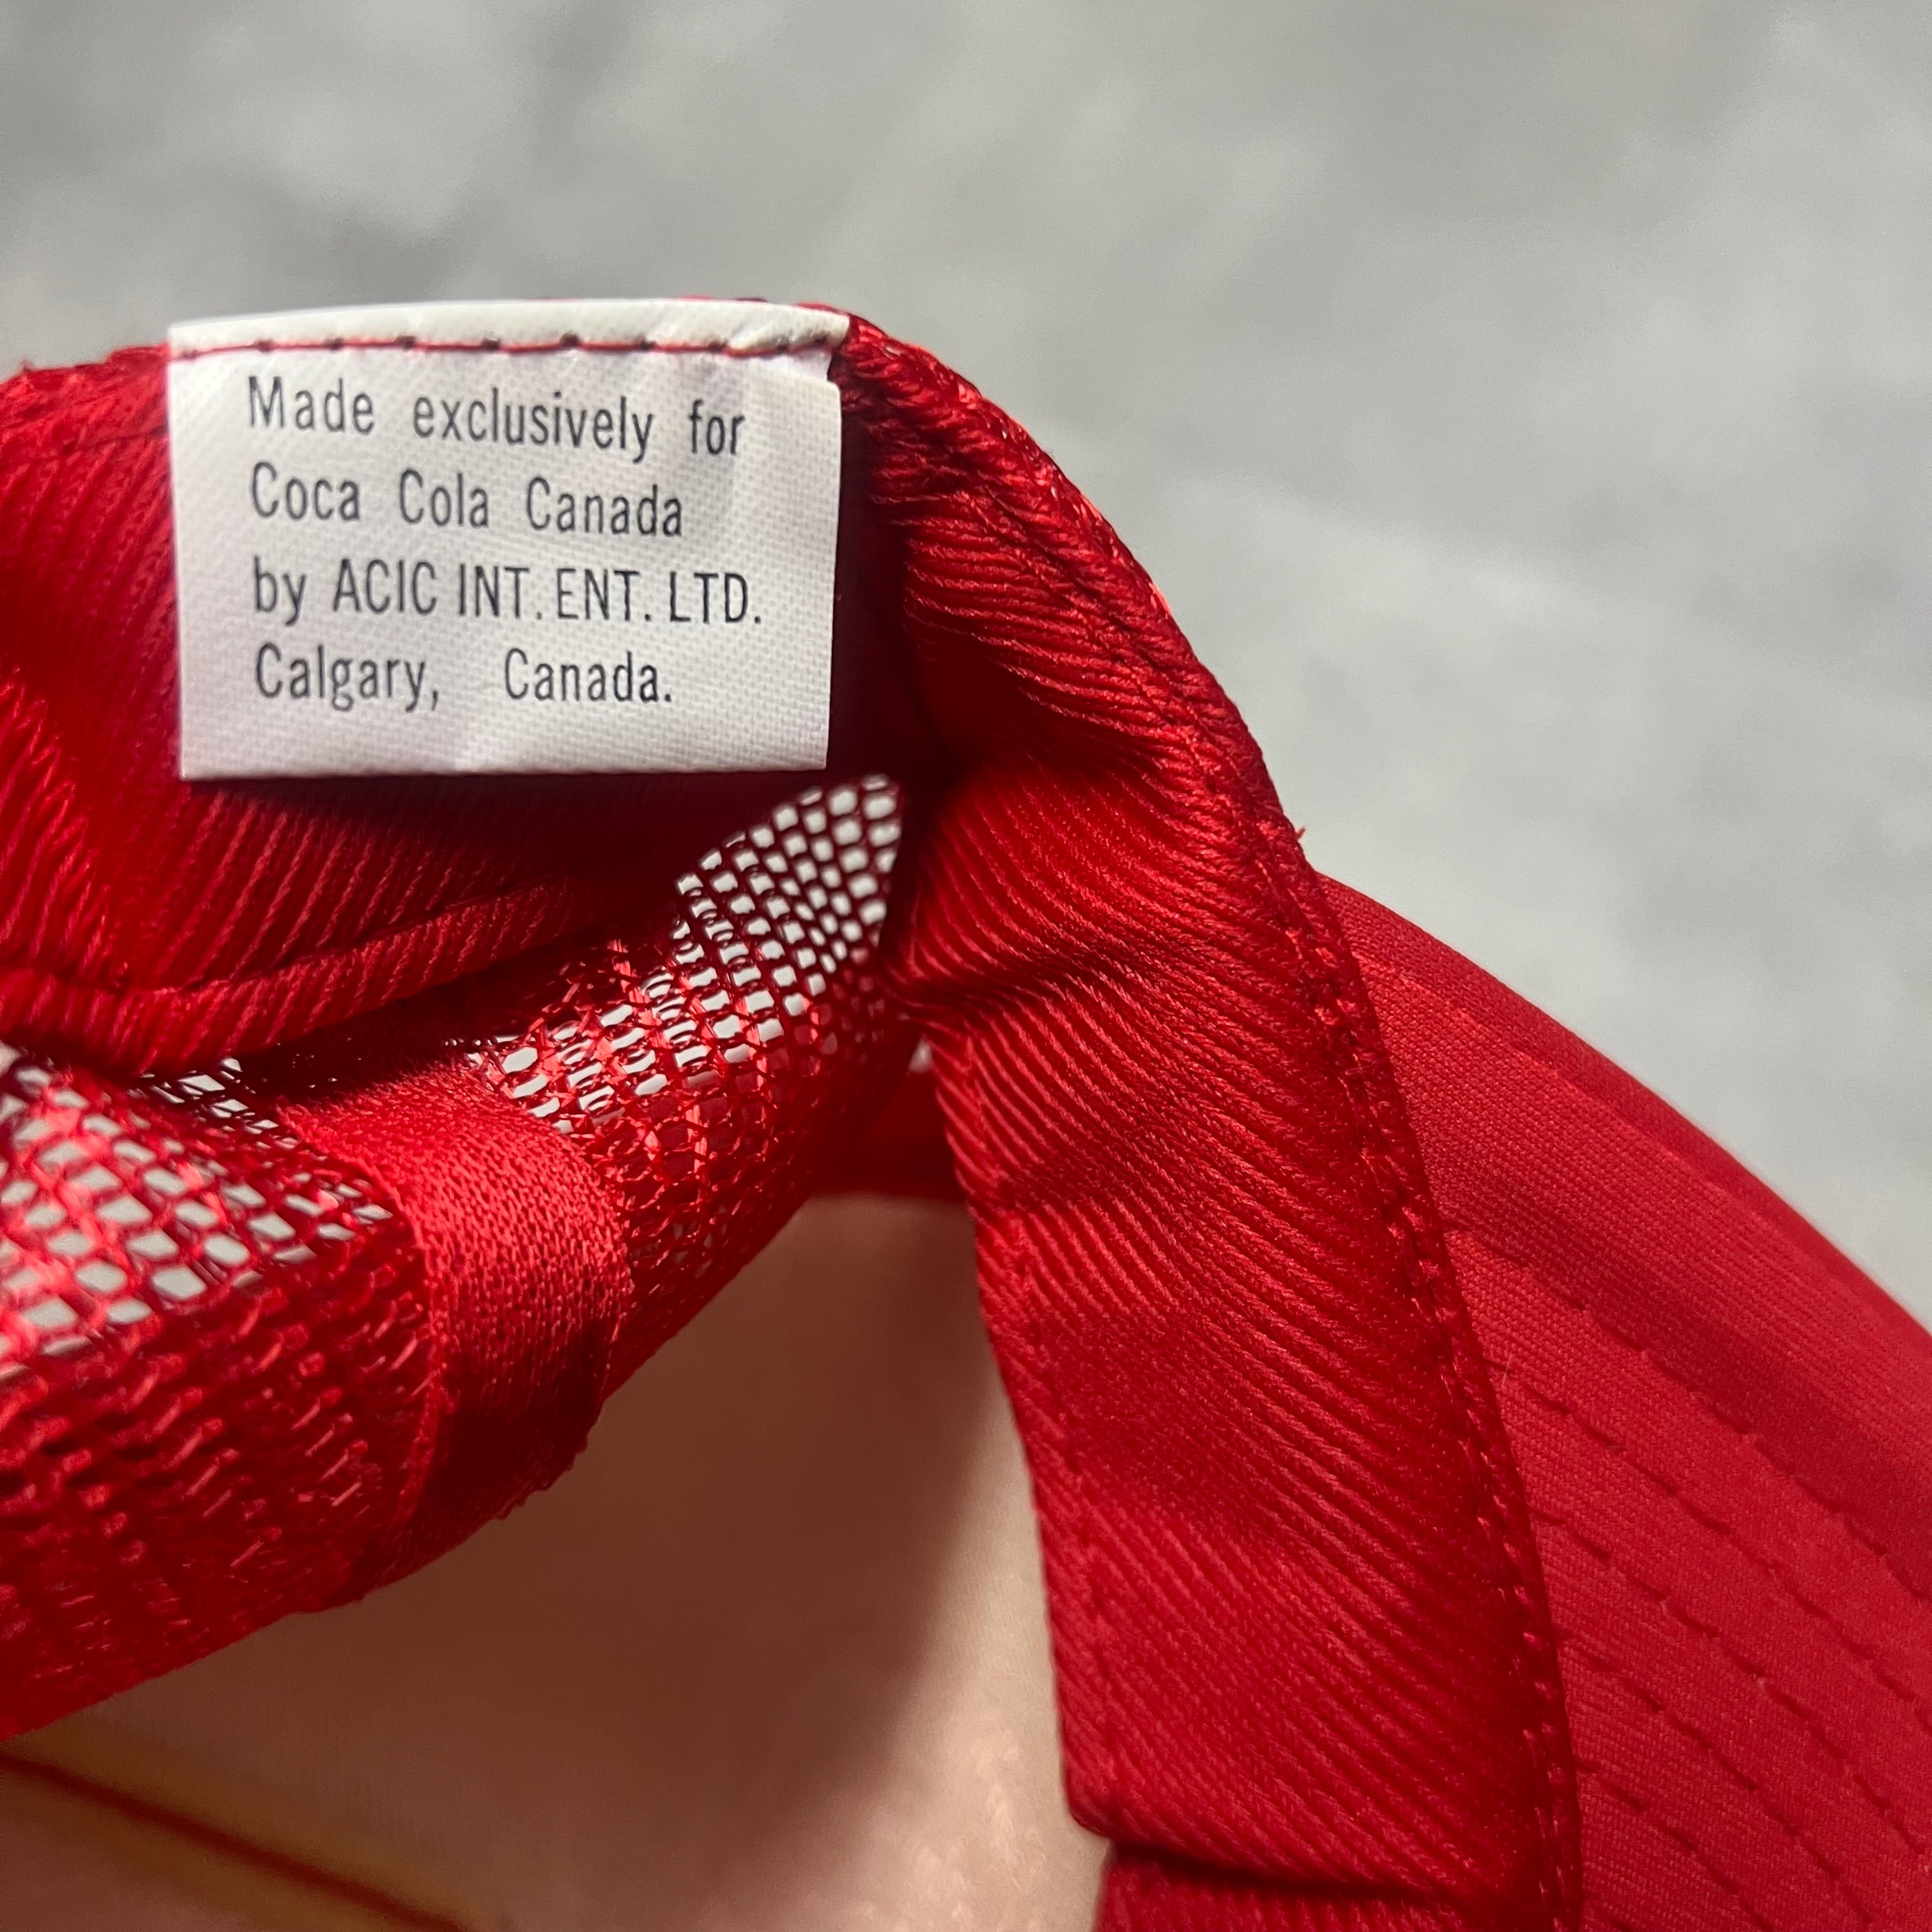 Made exclusively for
Coca Cola Canada
by ACIC INT. ENT. LTD.
Calgary, Canada.